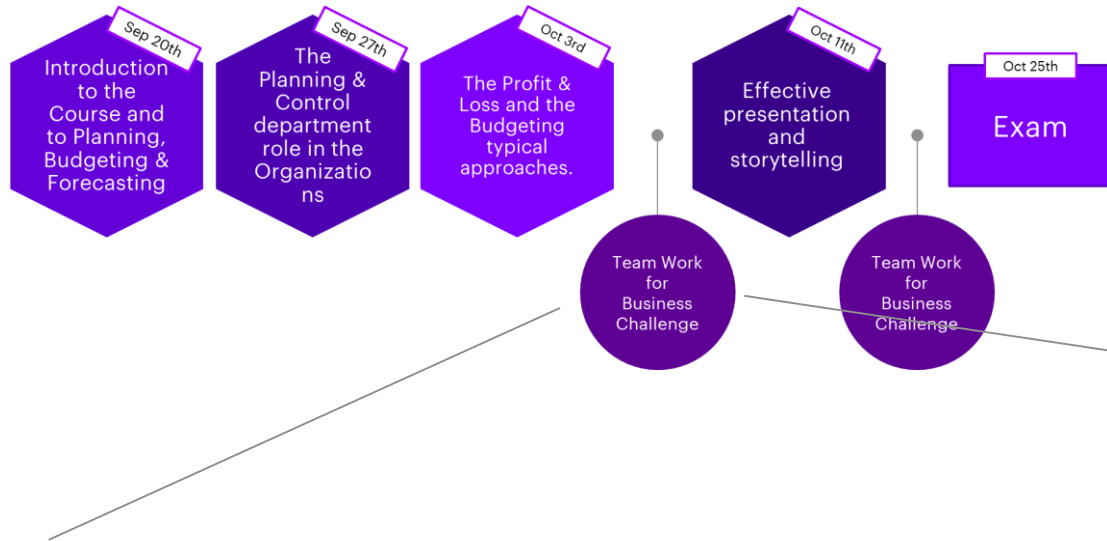 Sep 20th
Introduction
to the
Course and
to Planning,
Budgeting &
Forecasting
Sep 27th
The
Planning &
Control
department
role in the
Organizatio
ns
Oct 3rd
The Profit &
Loss and the
Budgeting
typical
approaches.
Oct 11th
Effective
presentation
and
storytelling
Oct 25th
Exam
Team Work
for
Business
Challenge
Team Work
for
Business
Challenge